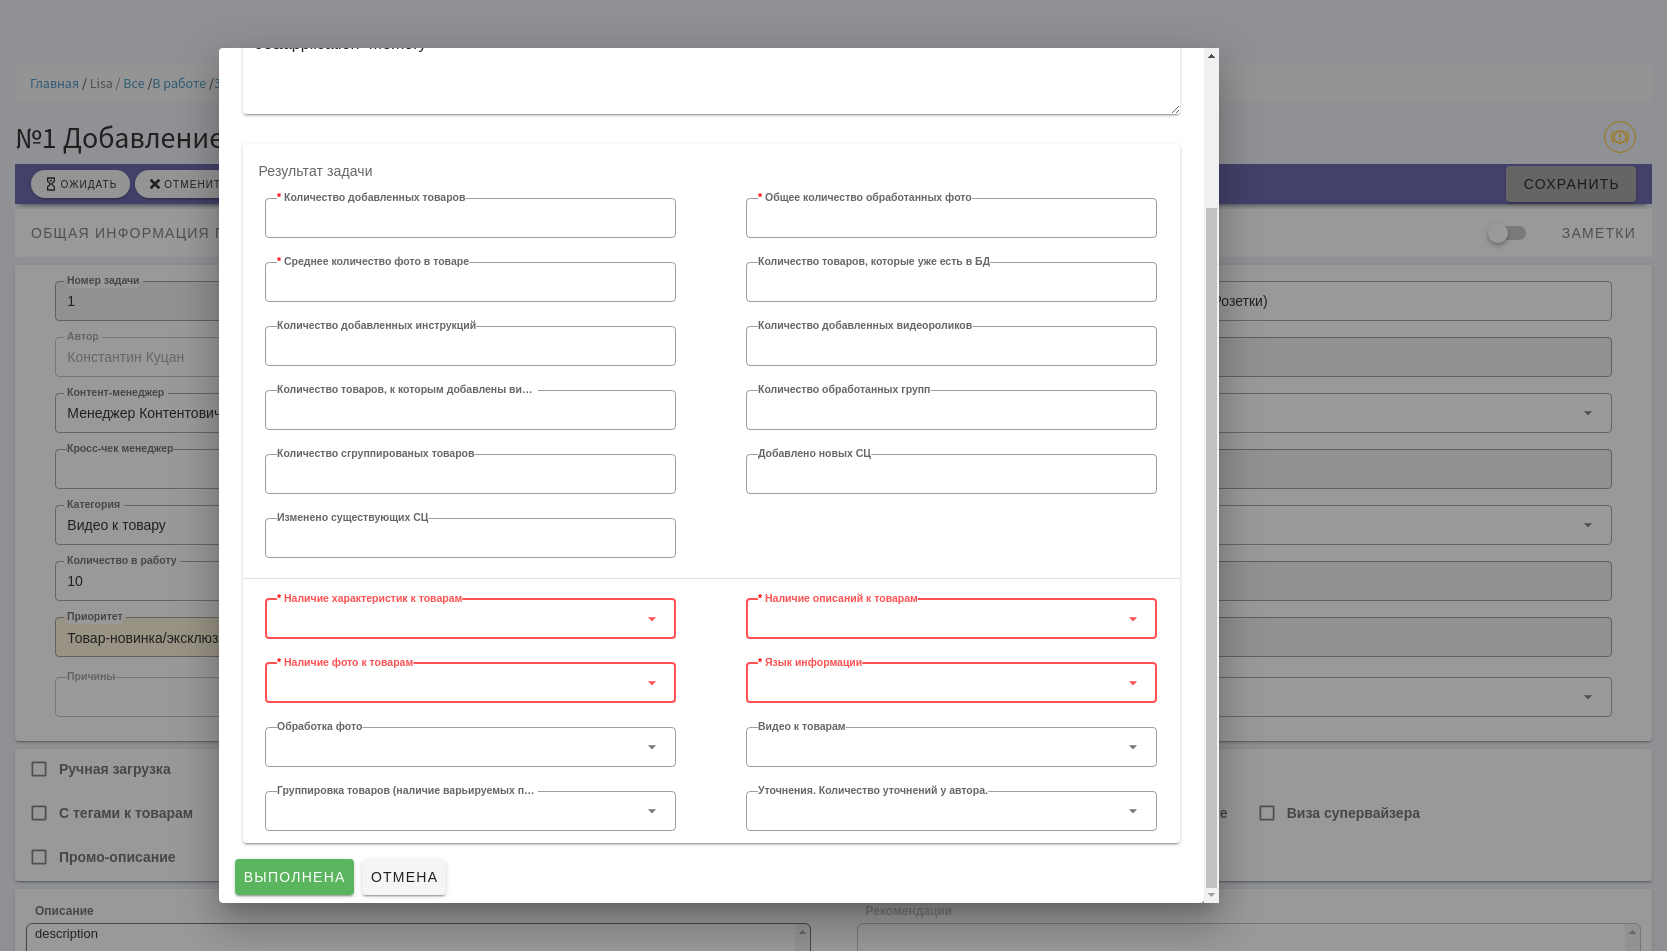 Главная / Lisa / Все /В работе /
№1 Добавление
ОЖИДАТЬ
СОХРАНИТЬ
ОБЩАЯ ИНФОРМАЦИЯ
ЗАМЕТКИ
Номер задачи
1
Розетки)
Автор
Константин Куцан
Контент-менеджер
Менеджер Контентович
Кросс-чек менеджер
Категория
Видео к товару
Количество в работу
10
Приоритет
Товар-новинка/эксклюз
Причины
Ручная загрузка
С тегами к товарам
Виза супервайзера
Промо-описание
Описание
Рекомендации
description
Результат задачи
* Количество добавленных товаров
* Общее количество обработанных фото
* Среднее количество фото в товаре
Количество товаров, которые уже есть в БД
Количество добавленных инструкций
Количество добавленных видеороликов
Количество товаров, к которым добавлены ви…
Количество обработанных групп
Количество сгруппированых товаров
Добавлено новых СЦ
Изменено существующих СЦ
* Наличие характеристик к товарам
* Наличие описаний к товарам
* Наличие фото к товарам
* Язык информации
Обработка фото
Видео к товарам
Группировка товаров (наличие варьируемых п…
Уточнения. Количество уточнений у автора.
ВЫПОЛНЕНА
ОТМЕНА